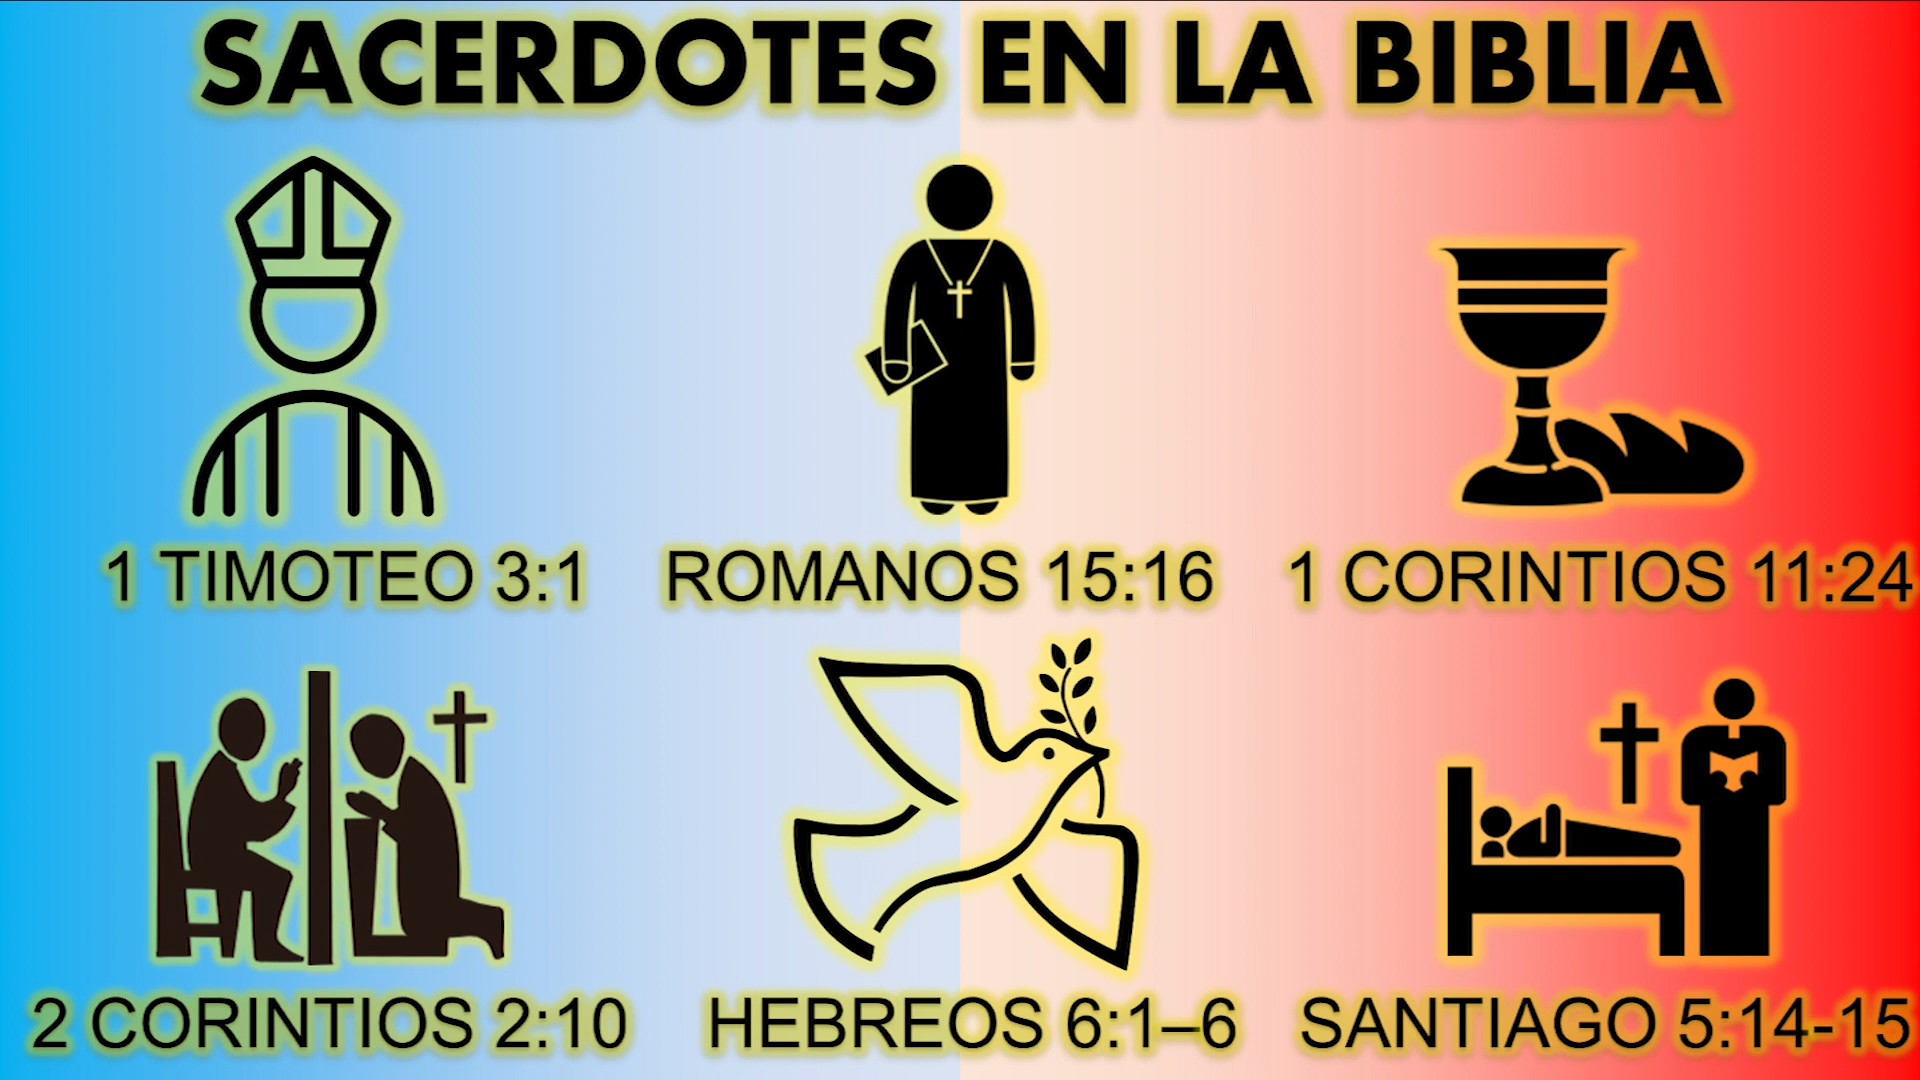 SACERDOTES EN LA BIBLIA
1 TIMOTEO 3:1
ROMANOS 15:16
1 CORINTIOS 11:24
2 CORINTIOS 2:10
HEBREOS 6:1–6
SANTIAGO 5:14-15